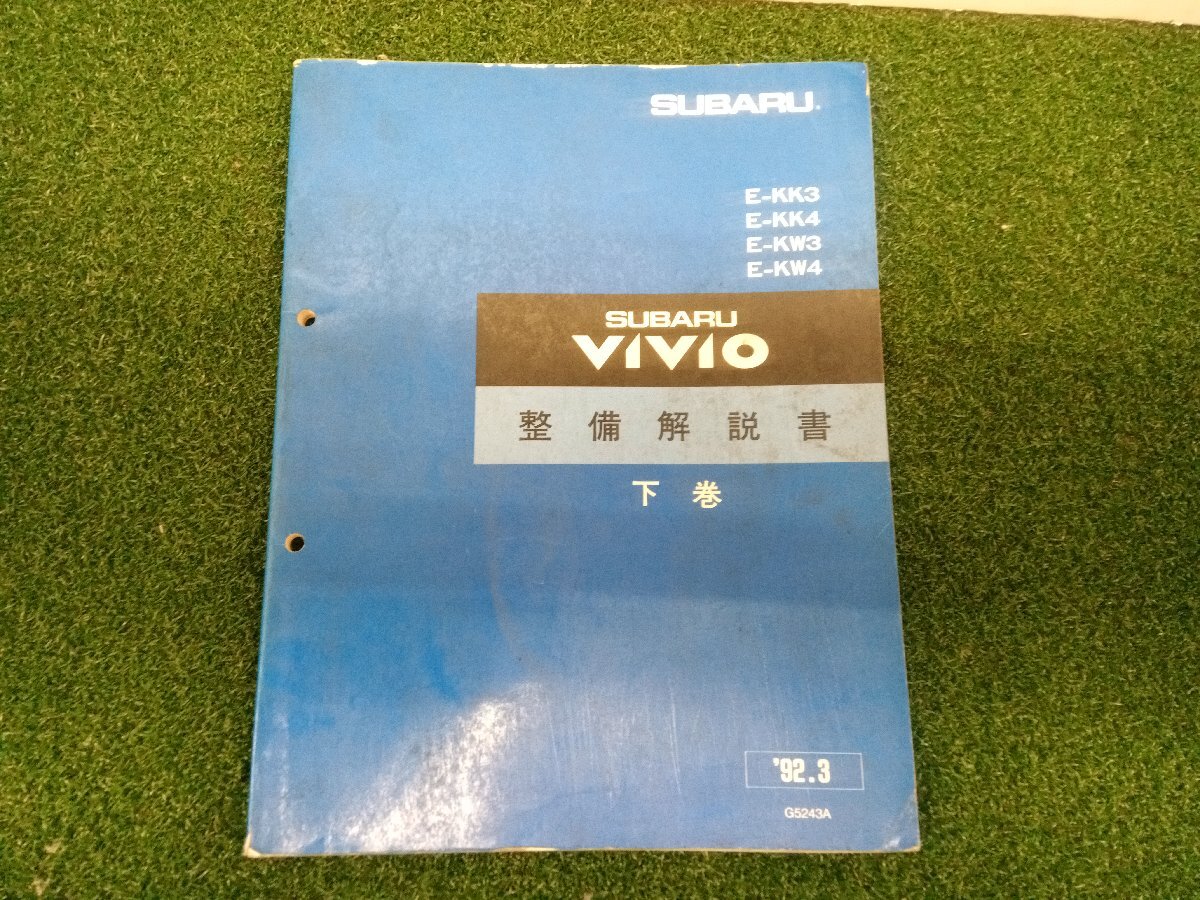 SUBARU
E-KK3
E-KK4
E-KW3
E-KW4
SUBARU
ViViO
整備解説書
下巻
'92.3
G5243A